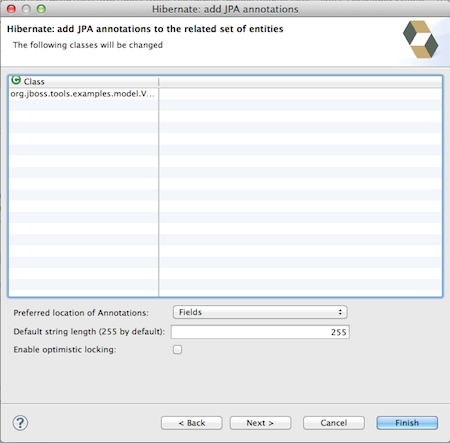 Hibernate: add JPA annotations
Hibernate: add JPA annotations to the related set of entities
The following classes will be changed
Class
org.jboss.tools.examples.model.V...
Preferred location of Annotations: Fields
Default string length (255 by default): 255
Enable optimistic locking:
? < Back Next > Cancel Finish